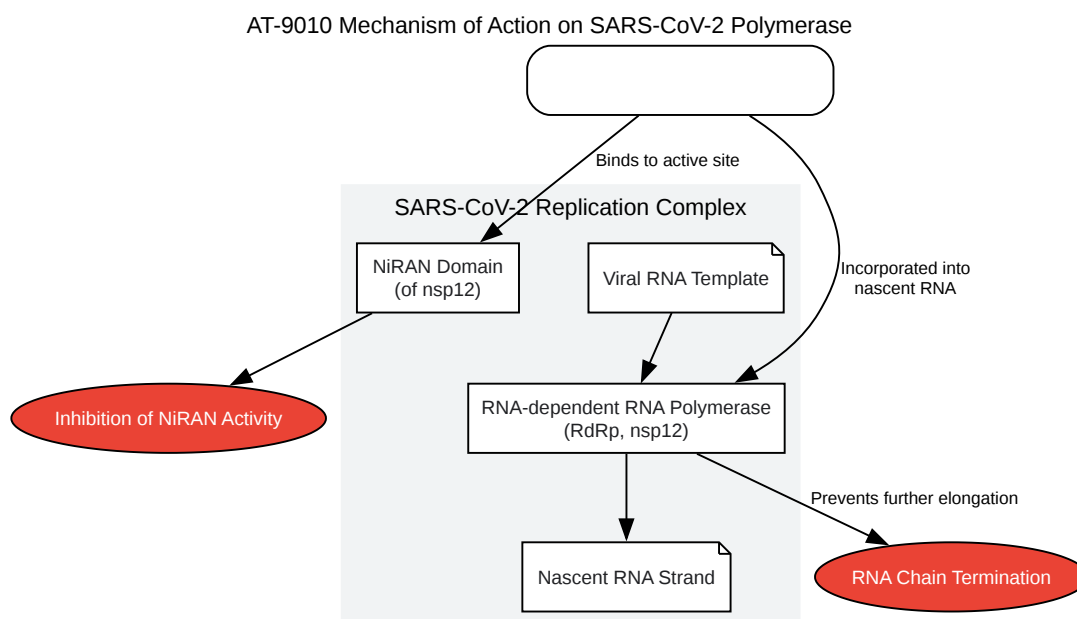 AT-9010 Mechanism of Action on SARS-CoV-2 Polymerase
Binds to active site
SARS-CoV-2 Replication Complex
NiRAN Domain
(of nsp12)
Viral RNA Template
Incorporated into
nascent RNA
Inhibition of NiRAN Activity
RNA-dependent RNA Polymerase
(RdRp, nsp12)
Prevents further elongation
Nascent RNA Strand
RNA Chain Termination